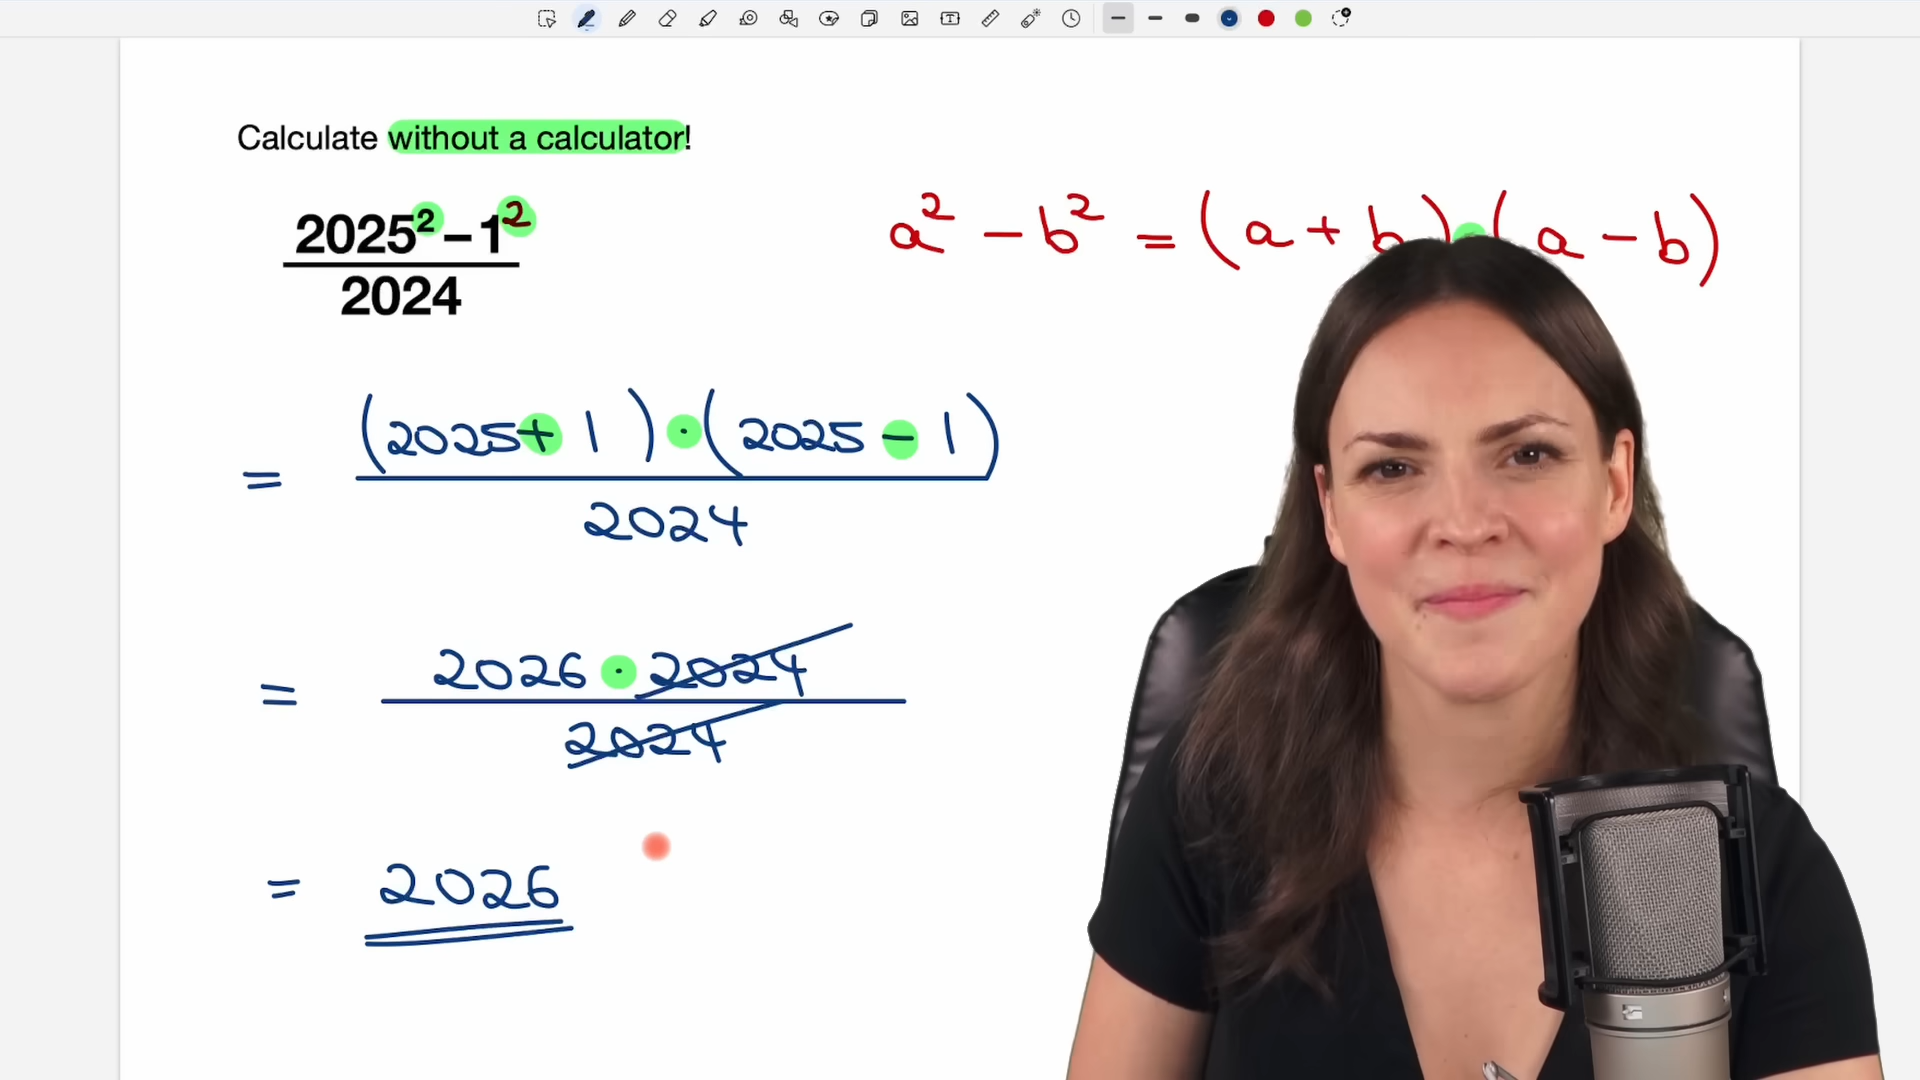 Calculate without a calculator!
2025² – 1²
2024
a² – b² = (a + b) · (a – b)
= (2025 + 1) · (2025 – 1)
2024
= 2026 · 2024
2024
= 2026